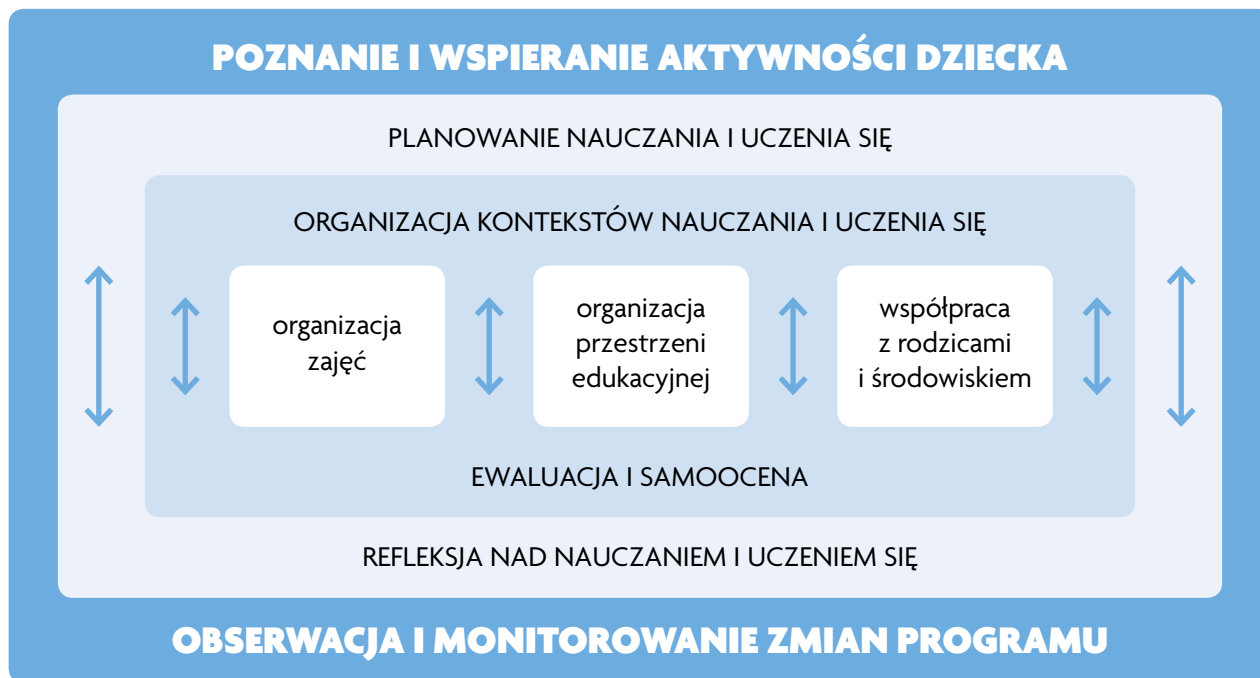 POZNANIE I WSPIERANIE AKTYWNOŚCI DZIECKA
PLANOWANIE NAUCZANIA I UCZENIA SIĘ
ORGANIZACJA KONTEKSTÓW NAUCZANIA I UCZENIA SIĘ
organizacja
zajęć
organizacja
przestrzeni
edukacyjnej
współpraca
z rodzicami
i środowiskiem
EWALUACJA I SAMOOCENA
REFLEKSJA NAD NAUCZANIEM I UCZENIEM SIĘ
OBSERWACJA I MONITOROWANIE ZMIAN PROGRAMU